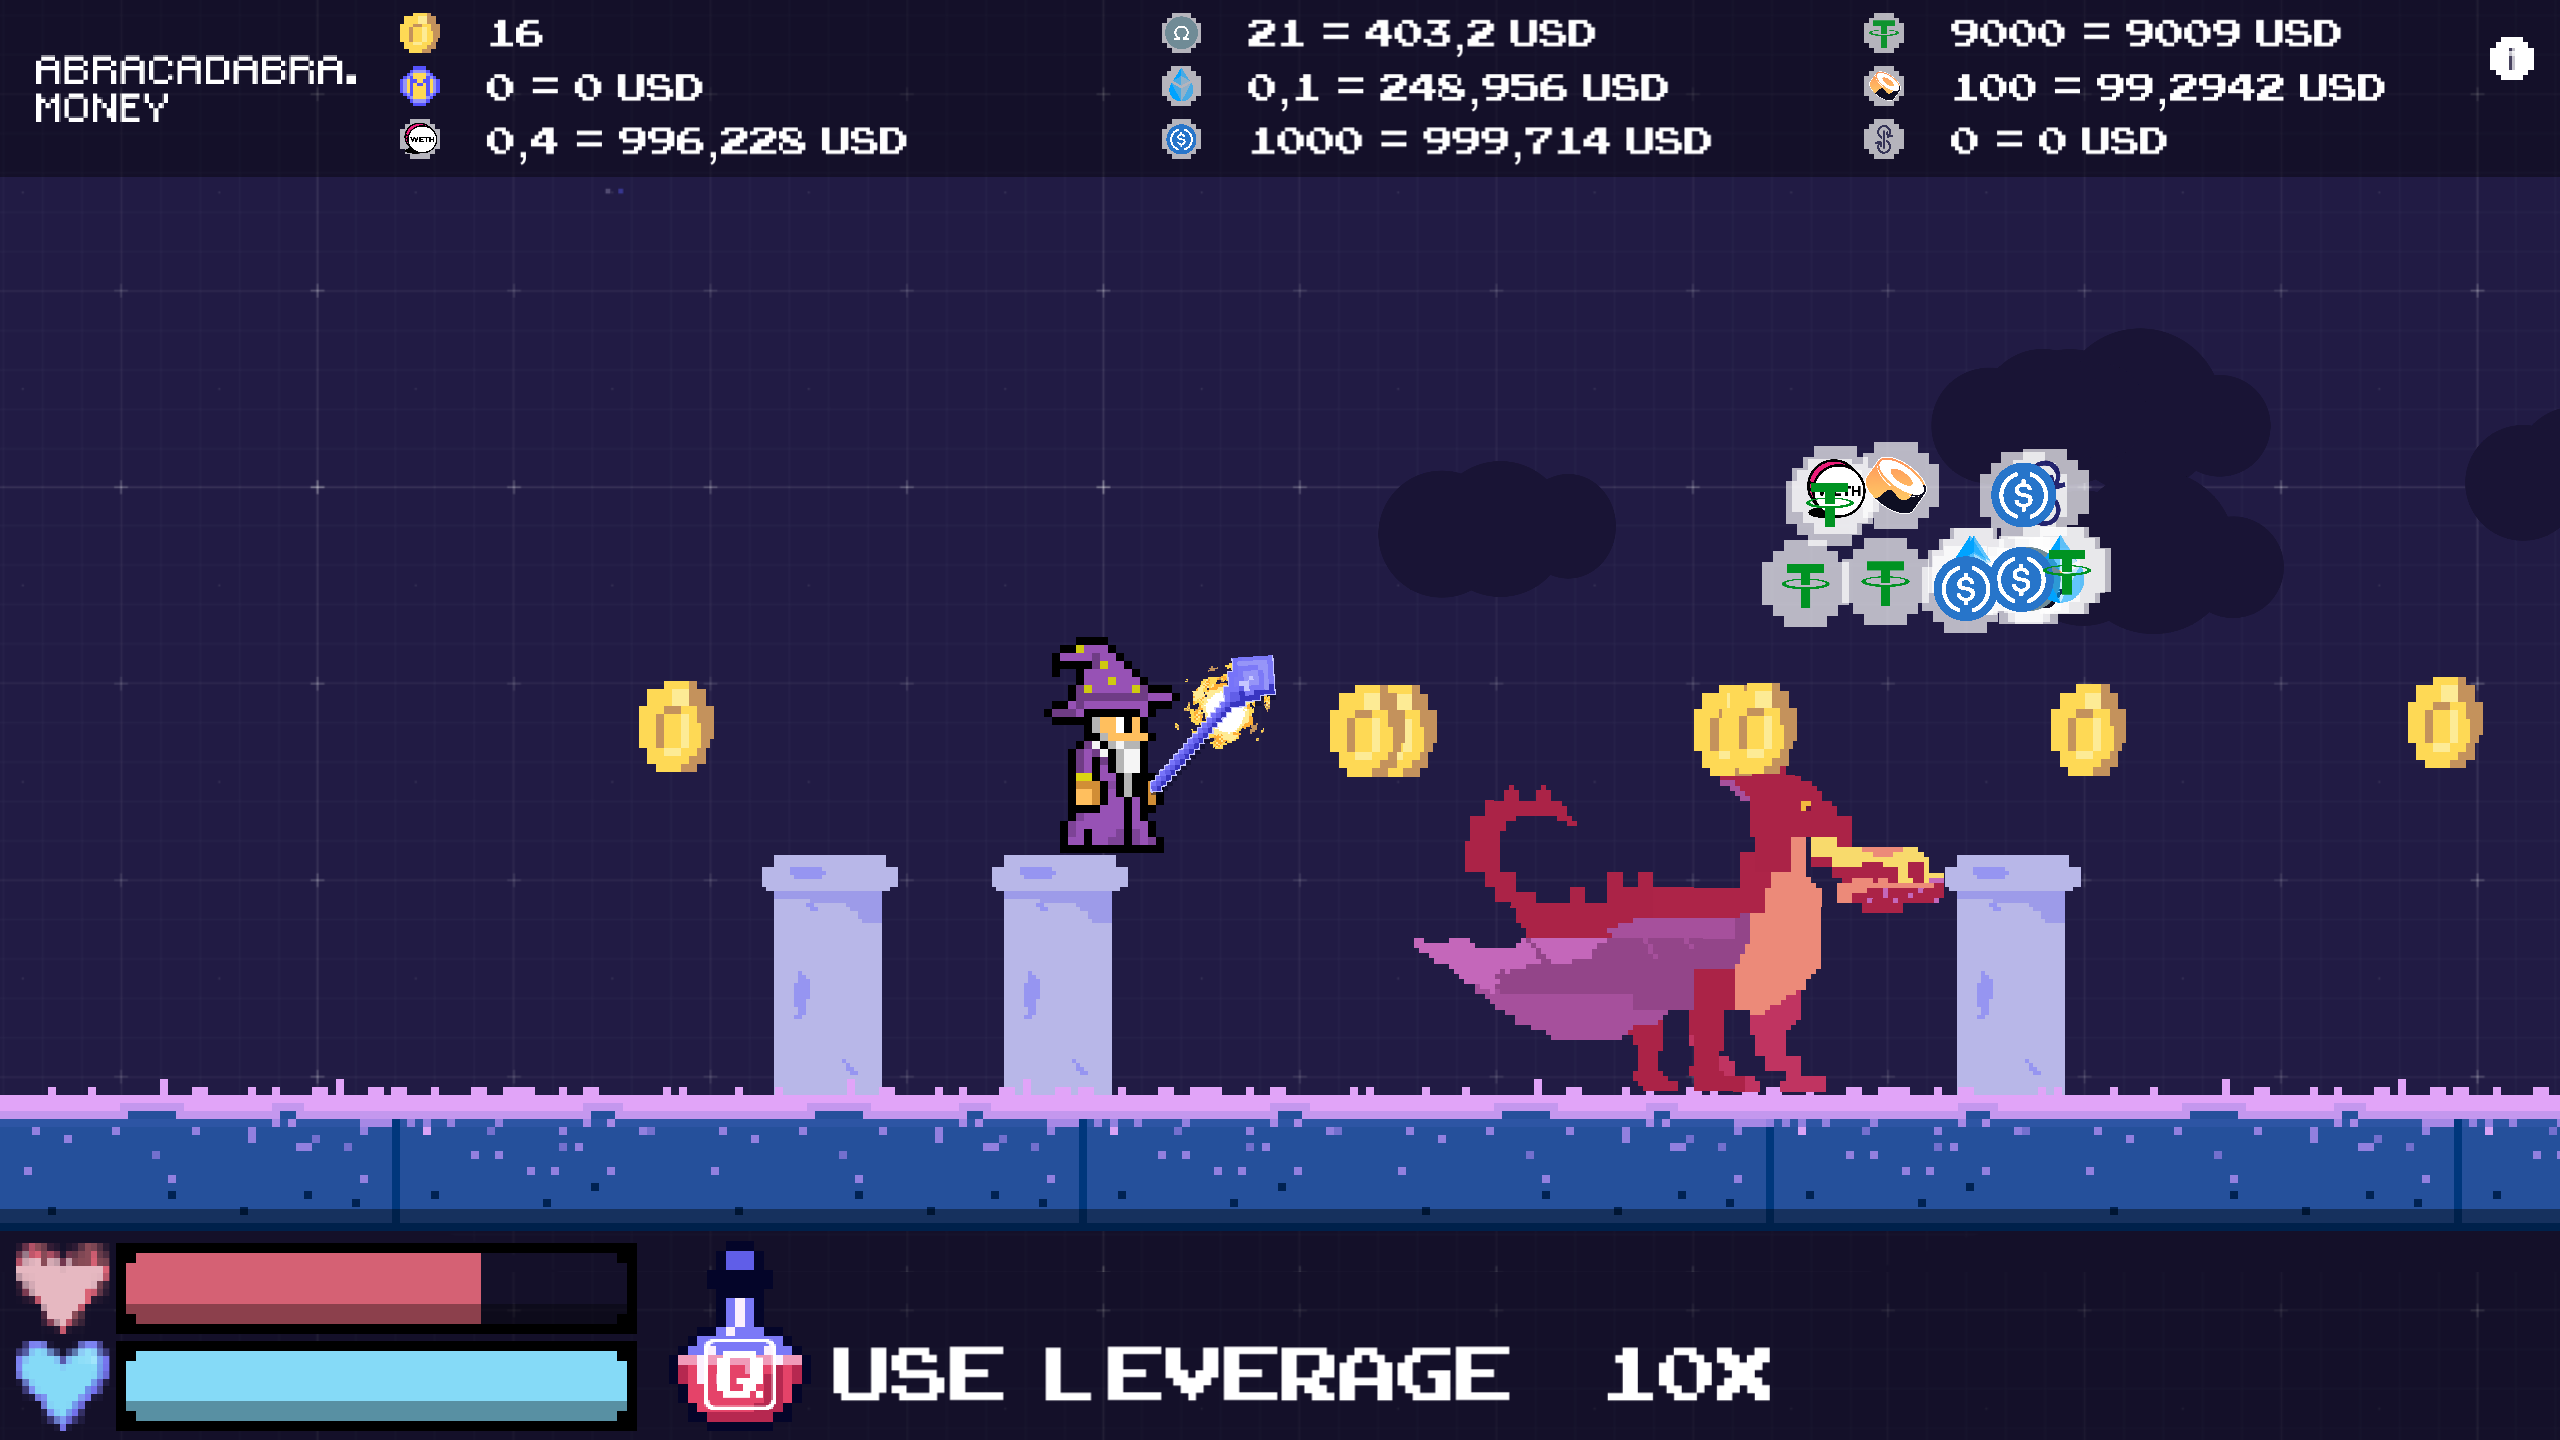 ABRACADABRA.
MONEY
16
0 = 0 USD
WETH
0,4 = 996,228 USD
Ω
21 = 403,2 USD
0,1 = 248,956 USD
$
1000 = 999,714 USD
9000 = 9009 USD
100 = 99,2942 USD
0 = 0 USD
i
$
$
$
Q
USE LEVERAGE 10X